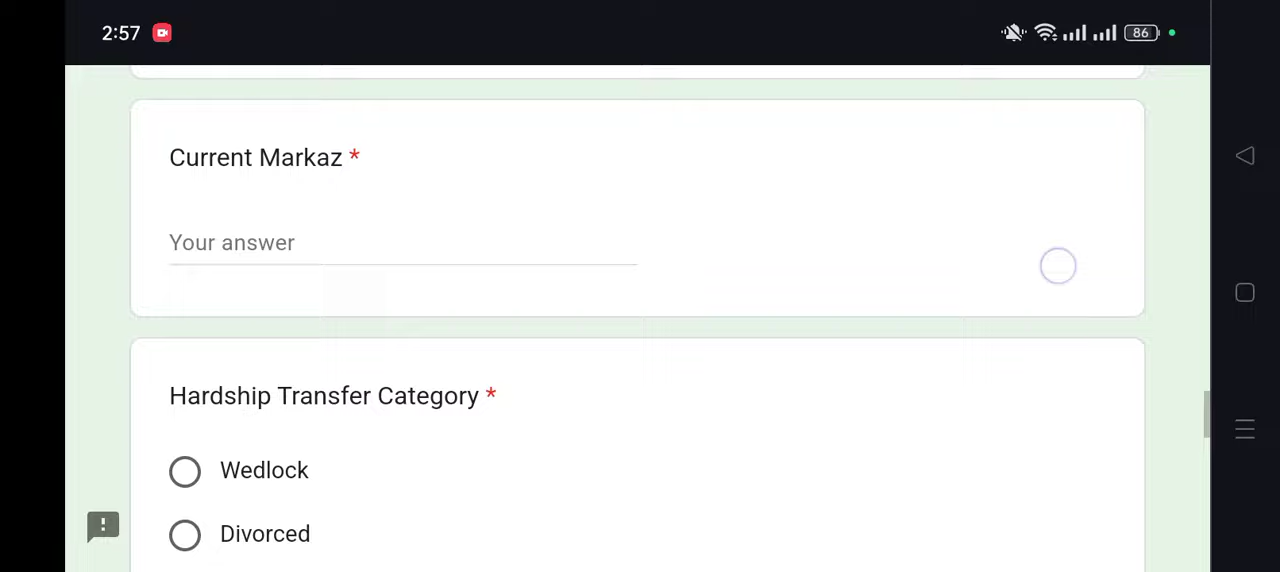 2:57
86
Current Markaz *
Your answer
Hardship Transfer Category *
Wedlock
Divorced